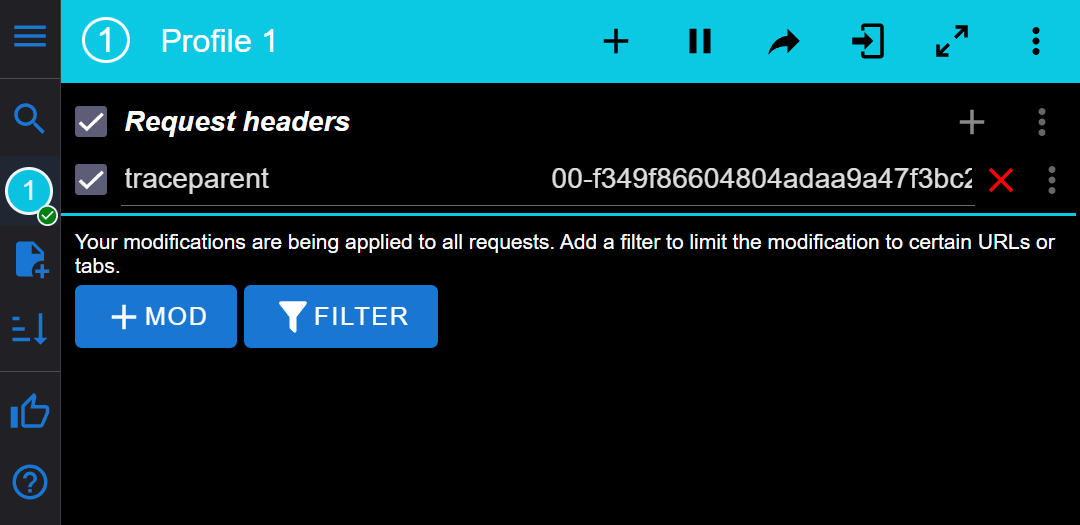 1 Profile 1
Request headers
1
traceparent 00-f349f86604804adaa9a47f3bc2
Your modifications are being applied to all requests. Add a filter to limit the modification to certain URLs or
tabs.
MOD FILTER